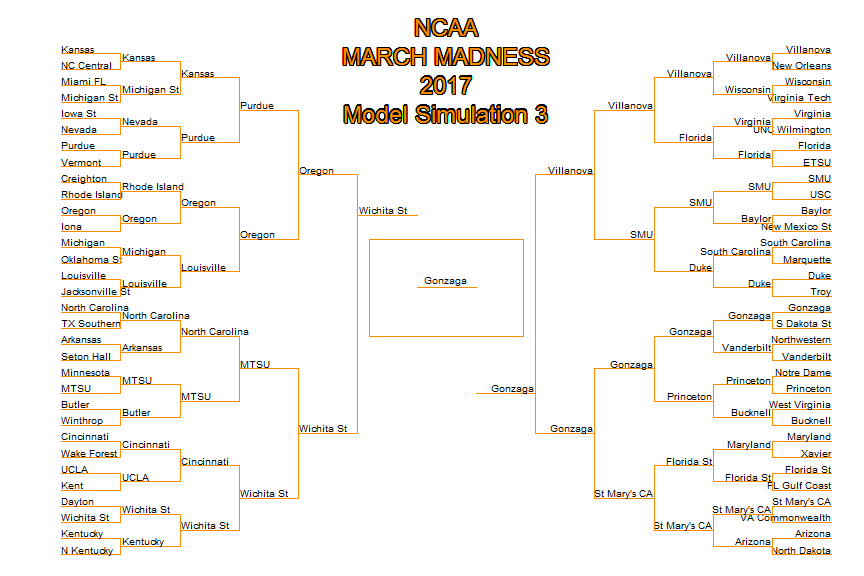 NCAA
MARCH MADNESS
2017
Model Simulation 3
Kansas
NC Central
Miami FL
Michigan St
Iowa St
Nevada
Purdue
Vermont
Creighton
Rhode Island
Oregon
Iona
Michigan
Oklahoma St
Louisville
Jacksonville St
North Carolina
TX Southern
Arkansas
Seton Hall
Minnesota
MTSU
Butler
Winthrop
Cincinnati
Wake Forest
UCLA
Kent
Dayton
Wichita St
Kentucky
N Kentucky
Kansas
Michigan St
Nevada
Purdue
Rhode Island
Oregon
Michigan
Louisville
North Carolina
Arkansas
MTSU
Butler
Cincinnati
UCLA
Wichita St
Kentucky
Kansas
Purdue
Oregon
Louisville
North Carolina
MTSU
Cincinnati
Wichita St
Purdue
Oregon
MTSU
Wichita St
Oregon
Wichita St
Wichita St
Gonzaga
Gonzaga
Villanova
Gonzaga
Villanova
SMU
Gonzaga
St Mary's CA
Villanova
Florida
SMU
Duke
Gonzaga
Princeton
Florida St
St Mary's CA
Villanova
Wisconsin
Virginia
Florida
SMU
Baylor
South Carolina
Duke
Gonzaga
Vanderbilt
Princeton
Bucknell
Maryland
Florida St
St Mary's CA
Arizona
Villanova
New Orleans
Wisconsin
Virginia Tech
Virginia
UNC Wilmington
Florida
ETSU
SMU
USC
Baylor
New Mexico St
South Carolina
Marquette
Duke
Troy
Gonzaga
S Dakota St
Northwestern
Vanderbilt
Notre Dame
Princeton
West Virginia
Bucknell
Maryland
Xavier
Florida St
FL Gulf Coast
St Mary's CA
VA Commonwealth
Arizona
North Dakota